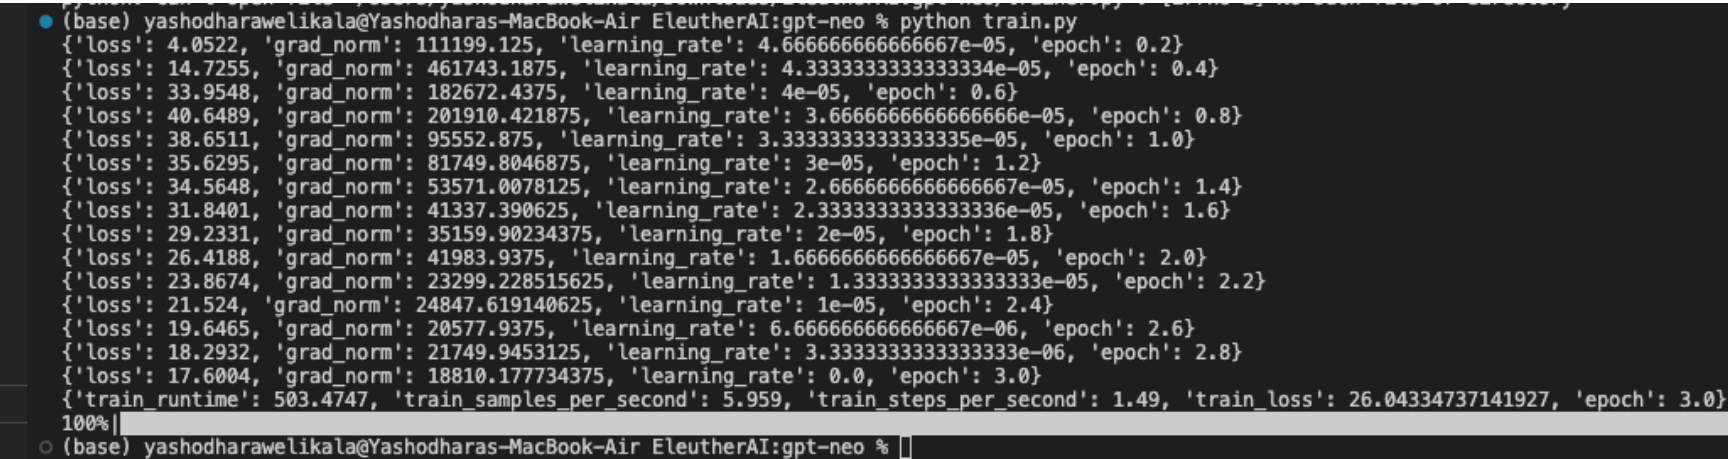 (base) yashodharawelikala@Yashodharas-MacBook-Air EleutherAI:gpt-neo % python train.py
{'loss': 4.0522, 'grad_norm': 111199.125, 'learning_rate': 4.666666666666667e-05, 'epoch': 0.2}
{'loss': 14.7255, 'grad_norm': 461743.1875, 'learning_rate': 4.3333333333333334e-05, 'epoch': 0.4}
{'loss': 33.9548, 'grad_norm': 182672.4375, 'learning_rate': 4e-05, 'epoch': 0.6}
{'loss': 40.6489, 'grad_norm': 201910.421875, 'learning_rate': 3.6666666666666666e-05, 'epoch': 0.8}
{'loss': 38.6511, 'grad_norm': 95552.875, 'learning_rate': 3.3333333333333335e-05, 'epoch': 1.0}
{'loss': 35.6295, 'grad_norm': 81749.8046875, 'learning_rate': 3e-05, 'epoch': 1.2}
{'loss': 34.5648, 'grad_norm': 53571.0078125, 'learning_rate': 2.6666666666666667e-05, 'epoch': 1.4}
{'loss': 31.8401, 'grad_norm': 41337.390625, 'learning_rate': 2.3333333333333336e-05, 'epoch': 1.6}
{'loss': 29.2331, 'grad_norm': 35159.90234375, 'learning_rate': 2e-05, 'epoch': 1.8}
{'loss': 26.4188, 'grad_norm': 41983.9375, 'learning_rate': 1.6666666666666667e-05, 'epoch': 2.0}
{'loss': 23.8674, 'grad_norm': 23299.228515625, 'learning_rate': 1.3333333333333333e-05, 'epoch': 2.2}
{'loss': 21.524, 'grad_norm': 24847.619140625, 'learning_rate': 1e-05, 'epoch': 2.4}
{'loss': 19.6465, 'grad_norm': 20577.9375, 'learning_rate': 6.666666666666667e-06, 'epoch': 2.6}
{'loss': 18.2932, 'grad_norm': 21749.9453125, 'learning_rate': 3.3333333333333333e-06, 'epoch': 2.8}
{'loss': 17.6004, 'grad_norm': 18810.177734375, 'learning_rate': 0.0, 'epoch': 3.0}
{'train_runtime': 503.4747, 'train_samples_per_second': 5.959, 'train_steps_per_second': 1.49, 'train_loss': 26.04334737141927, 'epoch': 3.0}
100%|
(base) yashodharawelikala@Yashodharas-MacBook-Air EleutherAI:gpt-neo %